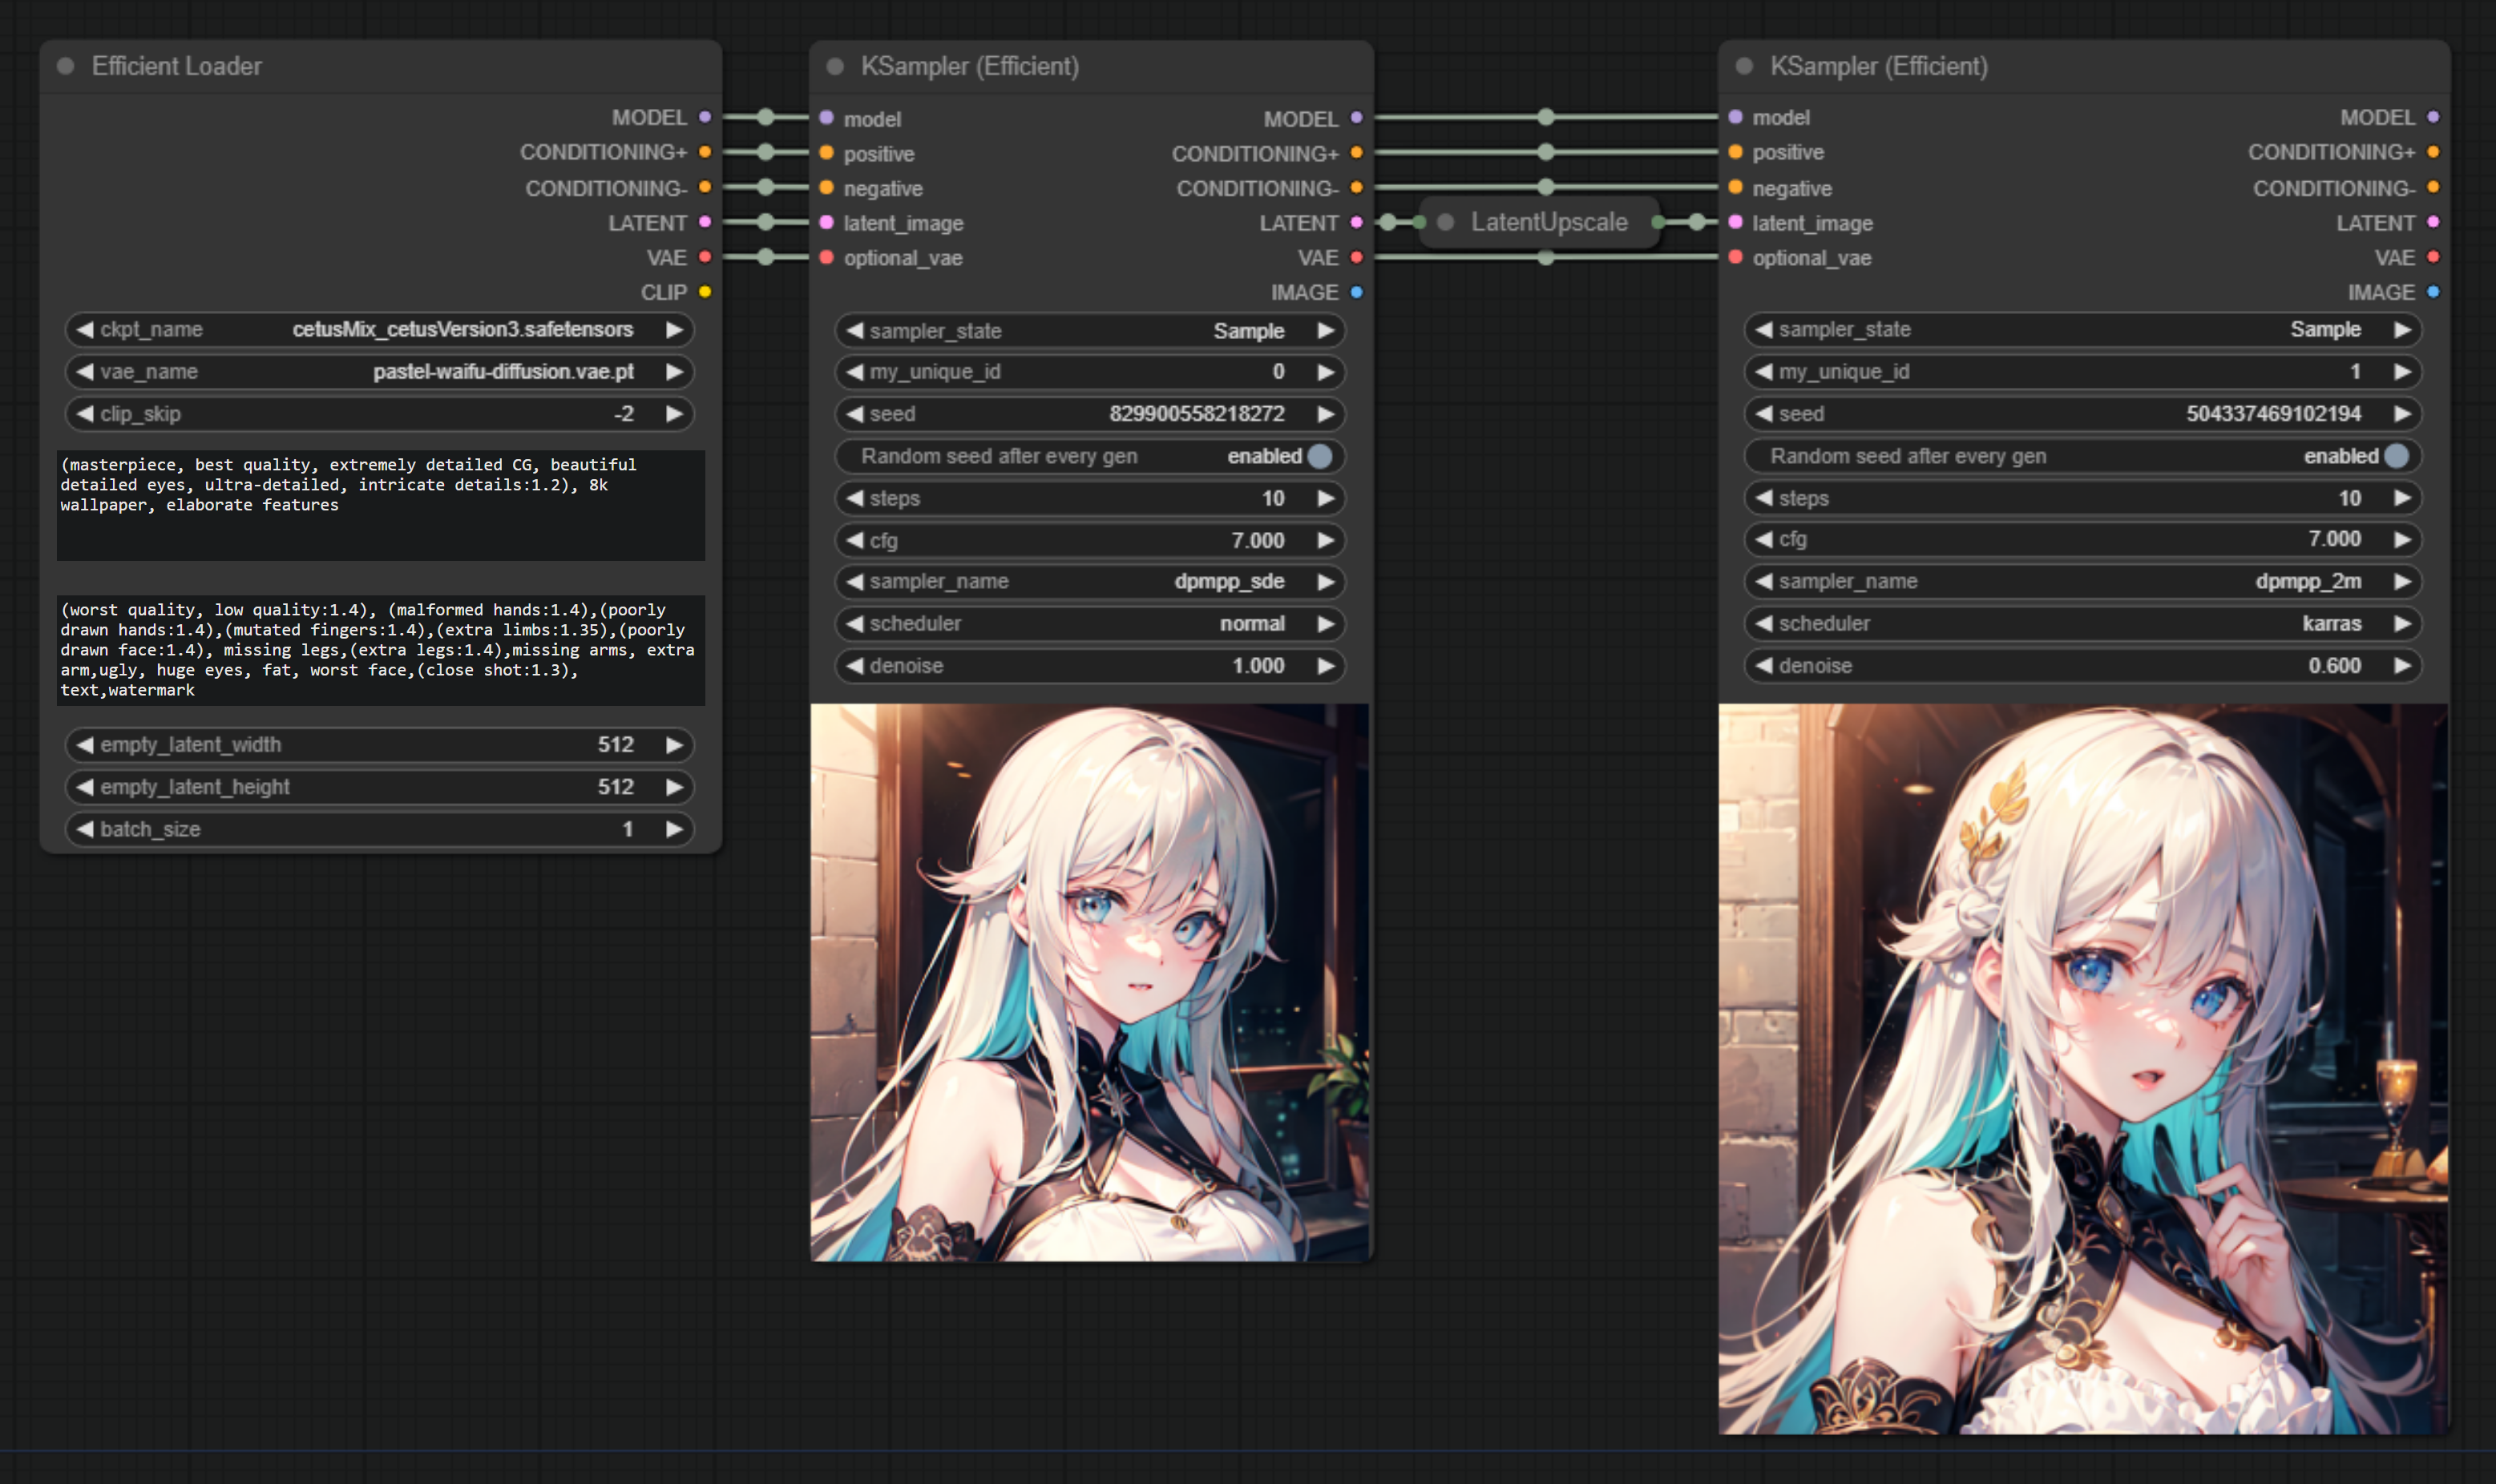 Efficient Loader
MODEL
CONDITIONING+
CONDITIONING-
LATENT
VAE
CLIP
ckpt_name cetusMix_cetusVersion3.safetensors
vae_name pastel-waifu-diffusion.vae.pt
clip_skip -2
(masterpiece, best quality, extremely detailed CG, beautiful
detailed eyes, ultra-detailed, intricate details:1.2), 8k
wallpaper, elaborate features
(worst quality, low quality:1.4), (malformed hands:1.4),(poorly
drawn hands:1.4),(mutated fingers:1.4),(extra limbs:1.35),(poorly
drawn face:1.4), missing legs,(extra legs:1.4),missing arms, extra
arm,ugly, huge eyes, fat, worst face,(close shot:1.3),
text,watermark
empty_latent_width 512
empty_latent_height 512
batch_size 1
KSampler (Efficient)
model MODEL
positive CONDITIONING+
negative CONDITIONING-
latent_image LATENT
optional_vae VAE
IMAGE
sampler_state Sample
my_unique_id 0
seed 829900558218272
Random seed after every gen enabled
steps 10
cfg 7.000
sampler_name dpmpp_sde
scheduler normal
denoise 1.000
LatentUpscale
KSampler (Efficient)
model MODEL
positive CONDITIONING+
negative CONDITIONING-
latent_image LATENT
optional_vae VAE
IMAGE
sampler_state Sample
my_unique_id 1
seed 504337469102194
Random seed after every gen enabled
steps 10
cfg 7.000
sampler_name dpmpp_2m
scheduler karras
denoise 0.600